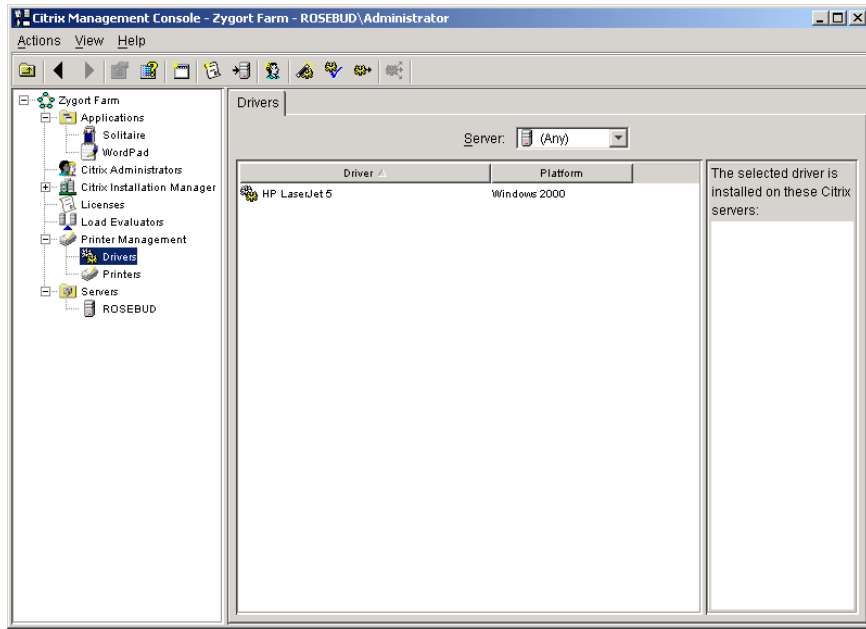 Citrix Management Console - Zygort Farm - ROSEBUD\Administrator
Actions View Help
Zygort Farm
Applications
Solitaire
WordPad
Citrix Administrators
Citrix Installation Manager
Licenses
Load Evaluators
Printer Management
Drivers
Printers
Servers
ROSEBUD
Drivers
Server: (Any)
Driver Platform
HP LaserJet 5 Windows 2000
The selected driver is
installed on these Citrix
servers: